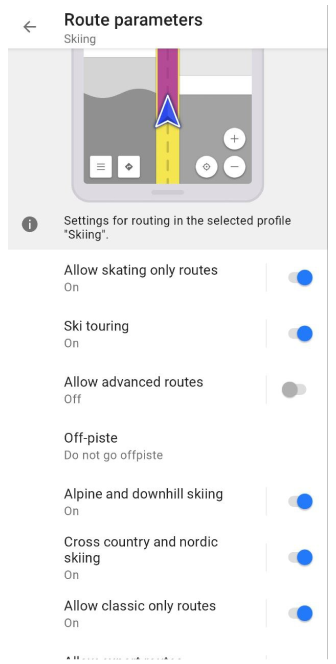 Route parameters
Skiing
Settings for routing in the selected profile
"Skiing".
Allow skating only routes
On
Ski touring
On
Allow advanced routes
Off
Off-piste
Do not go offpiste
Alpine and downhill skiing
On
Cross country and nordic
skiing
On
Allow classic only routes
On